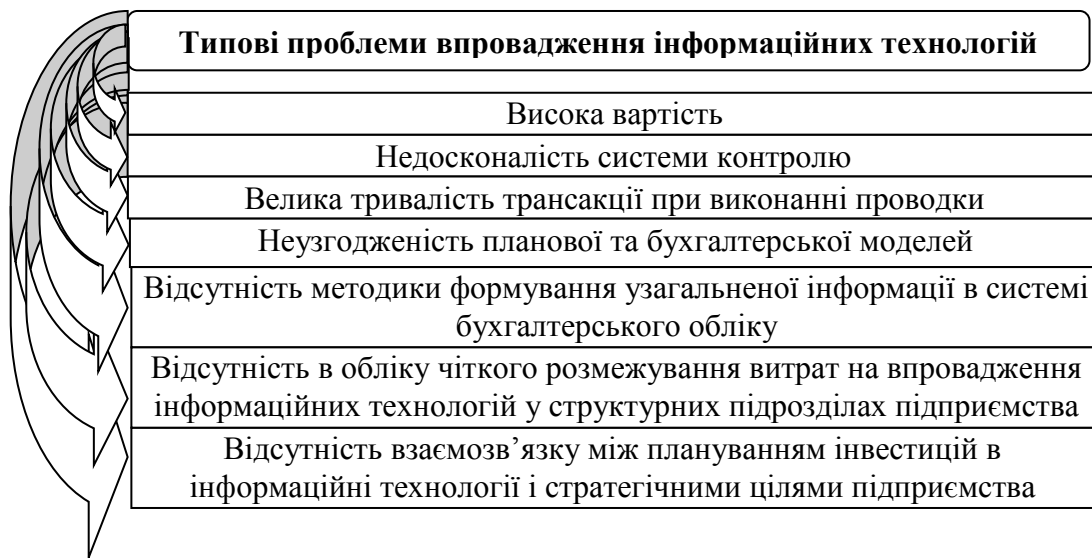 Типові проблеми впровадження інформаційних технологій
Висока вартість
Недосконалість системи контролю
Велика тривалість трансакції при виконанні проводки
Неузгодженість планової та бухгалтерської моделей
Відсутність методики формування узагальненої інформації в системі
бухгалтерського обліку
Відсутність в обліку чіткого розмежування витрат на впровадження
інформаційних технологій у структурних підрозділах підприємства
Відсутність взаємозв’язку між плануванням інвестицій в
інформаційні технології і стратегічними цілями підприємства